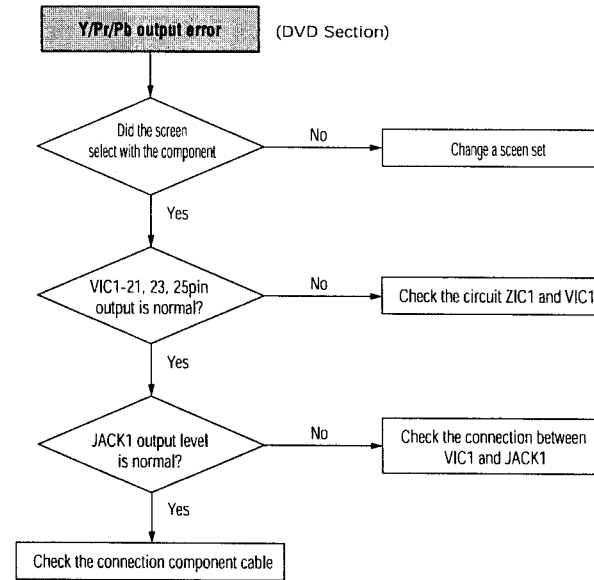 Y/Pr/Pb output error
(DVD Section)
Did the screen
select with the component
No
Change a sceen set
Yes
VIC1-21, 23, 25pin
output is normal?
No
Check the circuit ZIC1 and VIC1
Yes
JACK1 output level
is normal?
No
Check the connection between
VIC1 and JACK1
Yes
Check the connection component cable